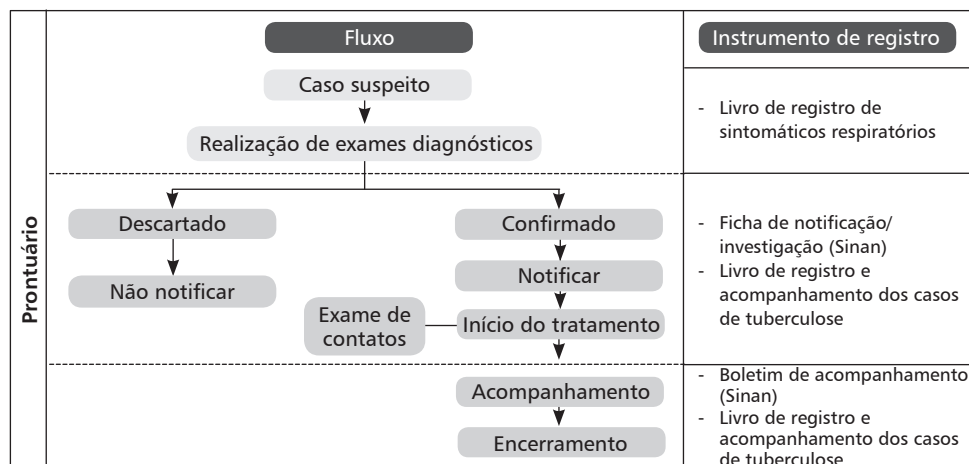 Fluxo
Instrumento de registro
Caso suspeito
Realização de exames diagnósticos
- Livro de registro de
sintomáticos respiratórios
Prontuário
Descartado
Não notificar
Confirmado
Notificar
Exame de
contatos
Início do tratamento
- Ficha de notificação/
investigação (Sinan)
- Livro de registro e
acompanhamento dos casos
de tuberculose
Acompanhamento
Encerramento
- Boletim de acompanhamento
(Sinan)
- Livro de registro e
acompanhamento dos casos
de tuberculose